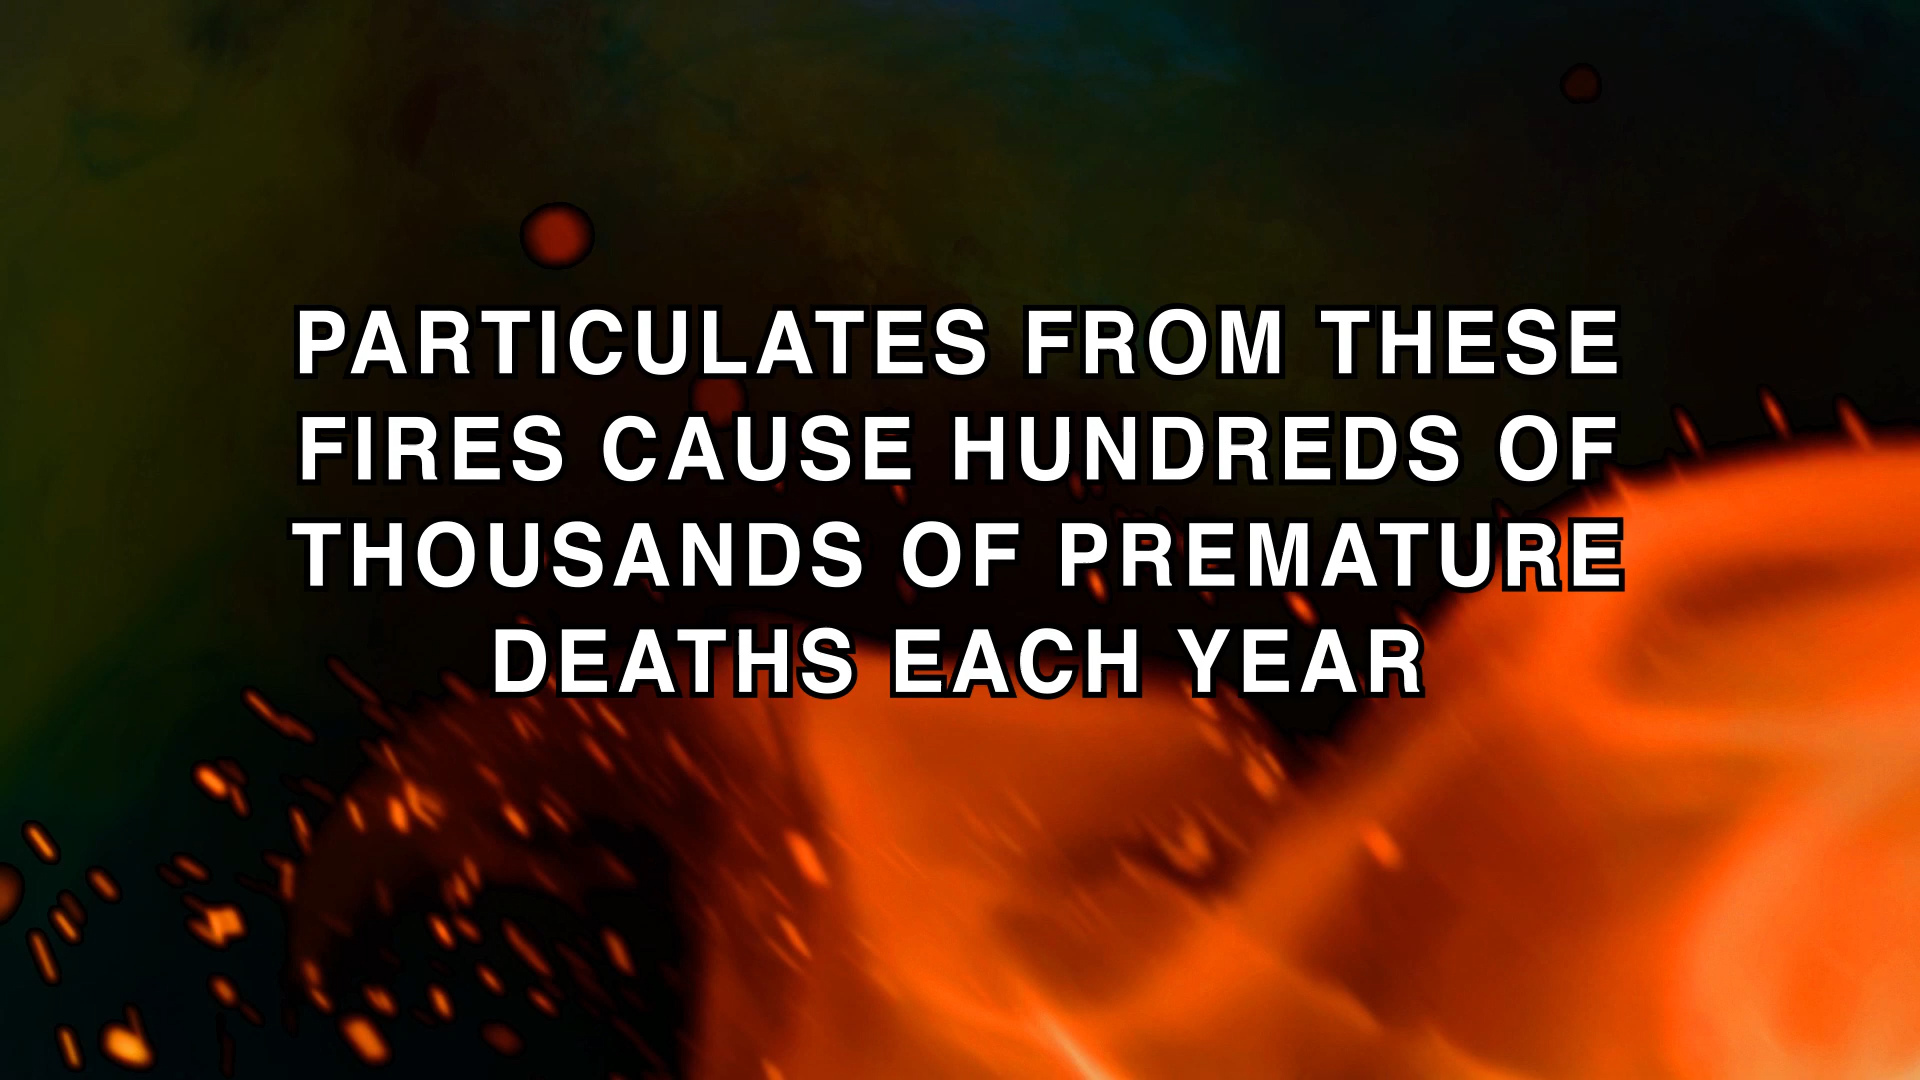 PARTICULATES FROM THESE
FIRES CAUSE HUNDREDS OF
THOUSANDS OF PREMATURE
DEATHS EACH YEAR